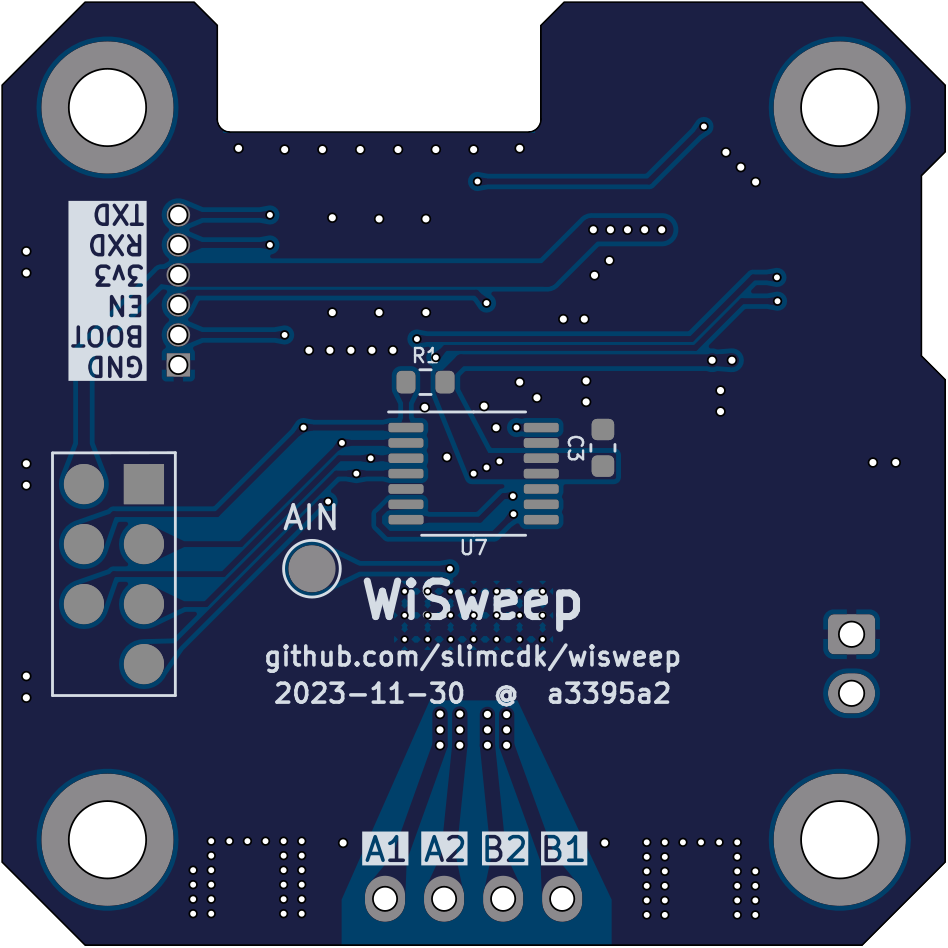 TXD
RXD
3v3
EN
BOOT
GND
R1
C3
AIN
U7
WiSweep
github.com/slimcdk/wisweep
2023-11-30 @ a3395a2
A1 A2 B2 B1